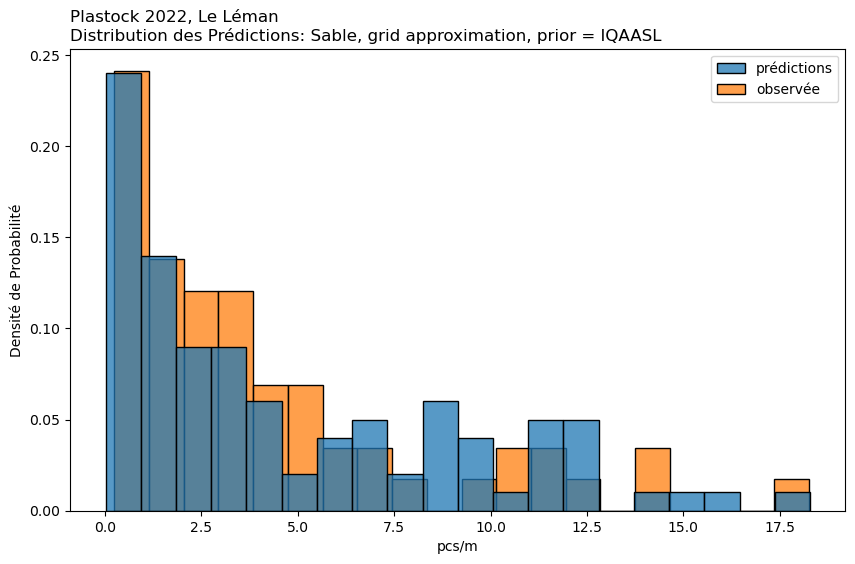 Plastock 2022, Le Léman
Distribution des Prédictions: Sable, grid approximation, prior = IQAASL
prédictions
observée
Densité de Probabilité
0.25
0.20
0.15
0.10
0.05
0.00
0.0 2.5 5.0 7.5 10.0 12.5 15.0 17.5
pcs/m